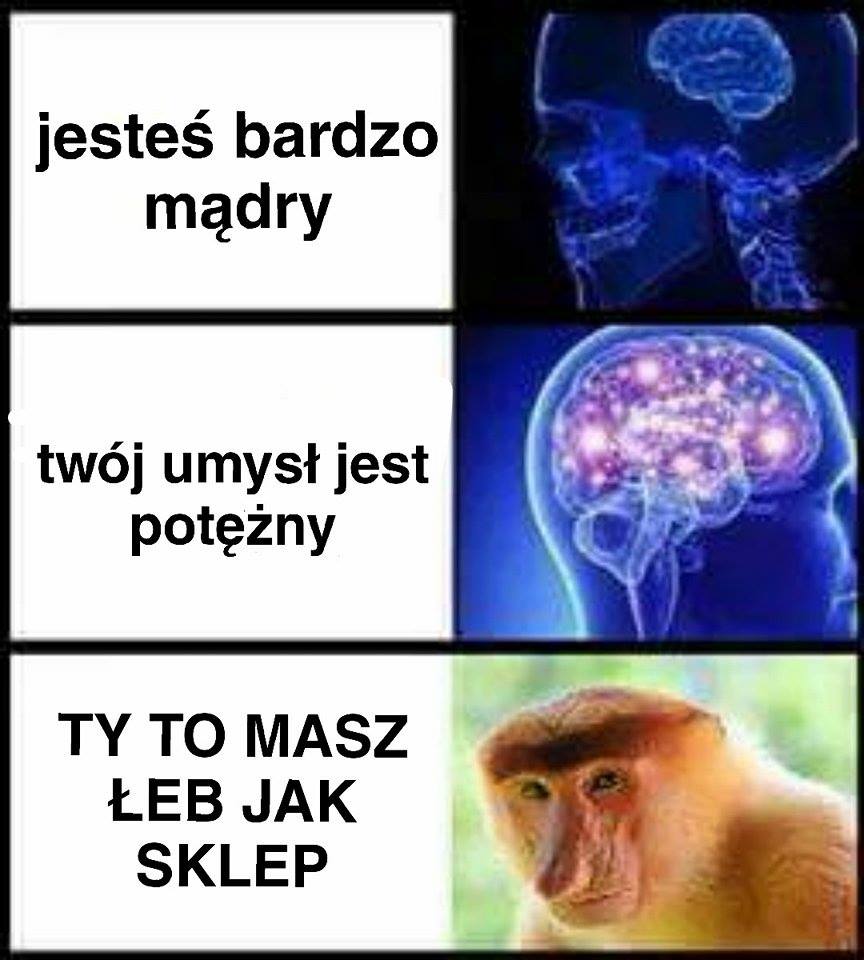 jesteś bardzo
mądry
twój umysł jest
potężny
TY TO MASZ
ŁEB JAK
SKLEP